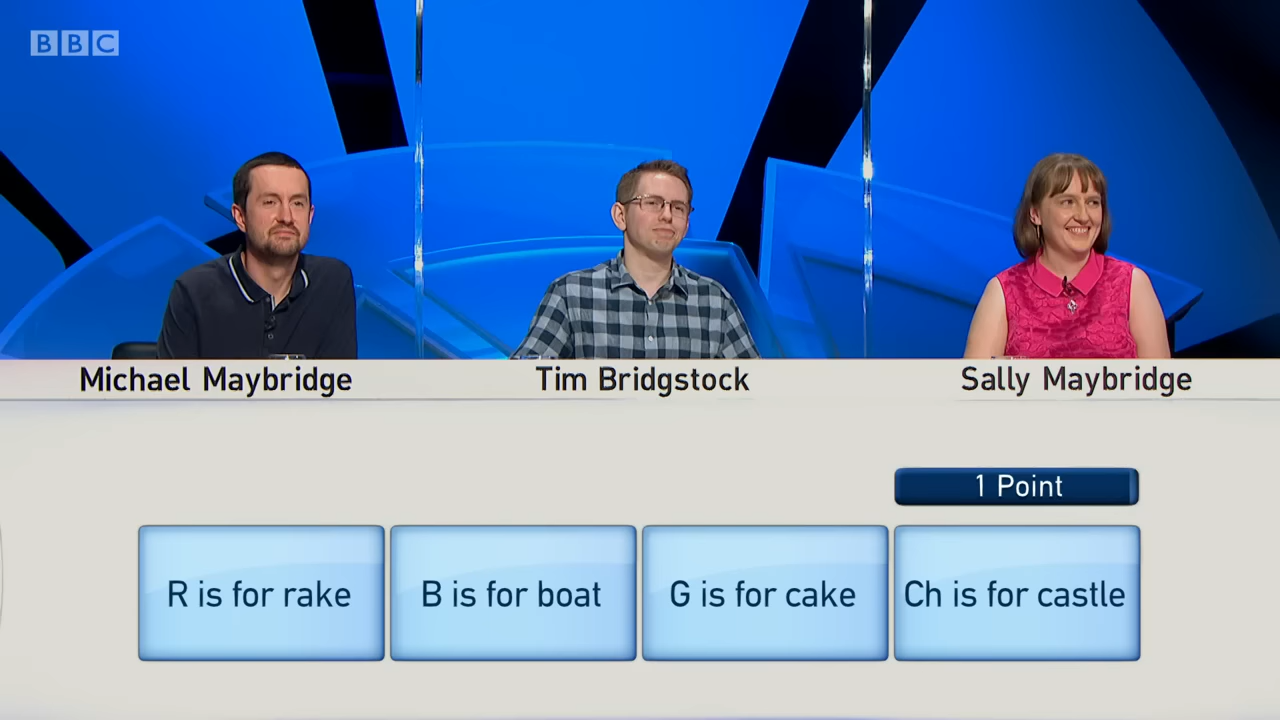 BBC
Michael Maybridge
Tim Bridgstock
Sally Maybridge
1 Point
R is for rake
B is for boat
G is for cake
Ch is for castle